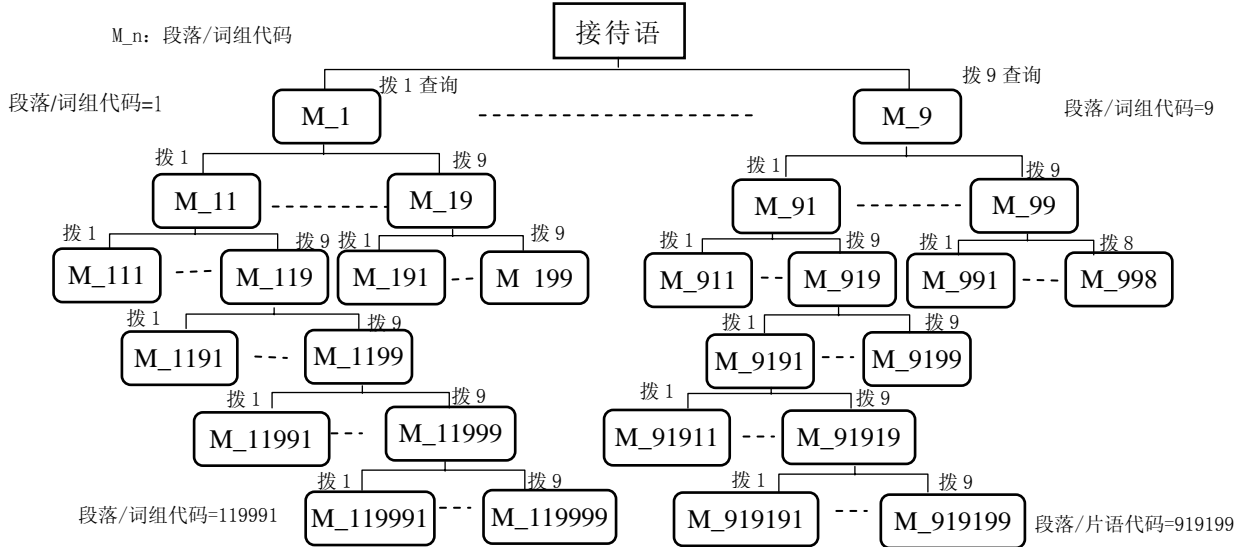 接待语
M_n: 段落/词组代码
拨 1 查询
拨 9 查询
段落/词组代码=1
M_1
M_9
段落/词组代码=9
拨 1
拨 9
拨 1
拨 9
M_11
M_19
M_91
M_99
拨 1
拨 9
拨 1
拨 9
拨 1
拨 9
拨 1
拨 8
M_111
M_119
M_191
M 199
M_911
M_919
M_991
M_998
拨 1
拨 9
拨 1
拨 9
M_1191
M_1199
M_9191
M_9199
拨 1
拨 9
拨 1
拨 9
M_11991
M_11999
M_91911
M_91919
拨 1
拨 9
拨 1
拨 9
段落/词组代码=119991
M_119991
M_119999
M_919191
M_919199
段落/片语代码=919199